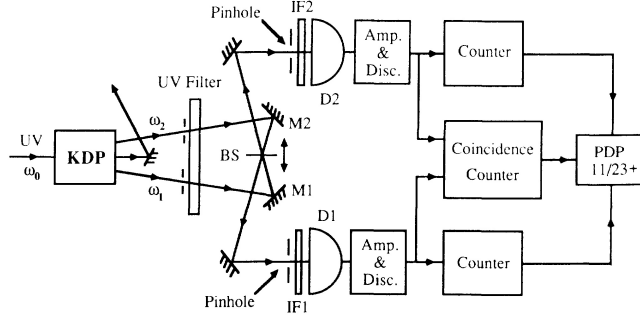 IF2
Pinhole
Amp.
&
Disc.
Counter
D2
UV Filter
ω2
M2
UV
ω0
KDP
BS
Coincidence
Counter
PDP
11/23+
ω1
M1
D1
Amp.
&
Disc.
Counter
Pinhole
IF1